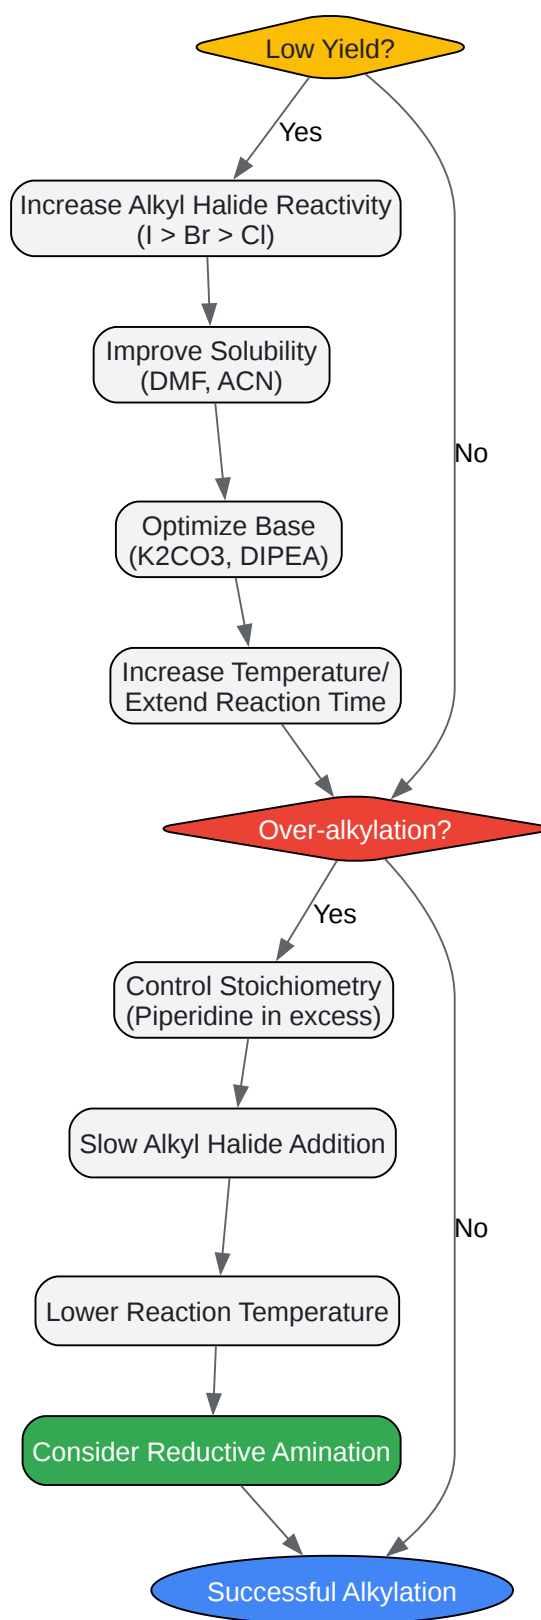 Low Yield?
Yes
Increase Alkyl Halide Reactivity
(I > Br > Cl)
Improve Solubility
(DMF, ACN)
No
Optimize Base
(K2CO3, DIPEA)
Increase Temperature/
Extend Reaction Time
Over-alkylation?
Yes
Control Stoichiometry
(Piperidine in excess)
Slow Alkyl Halide Addition
No
Lower Reaction Temperature
Consider Reductive Amination
Successful Alkylation